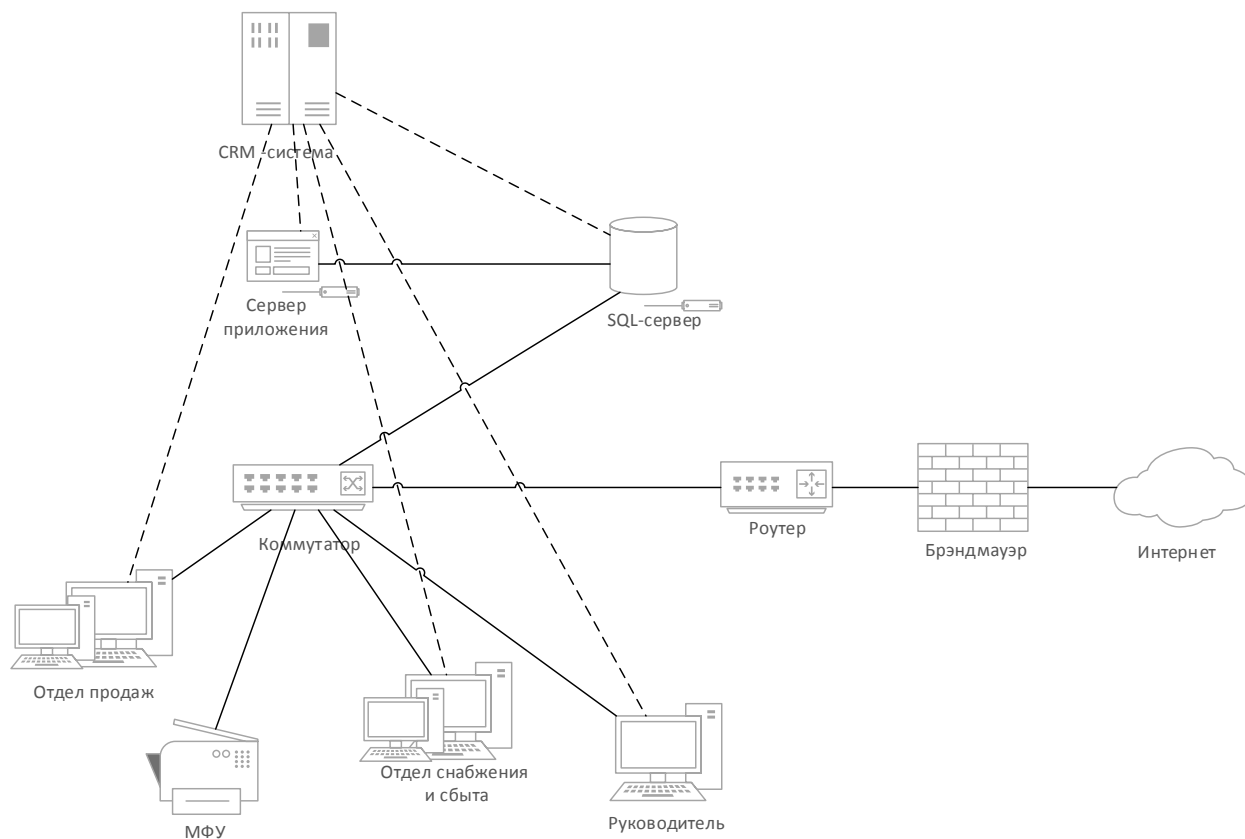 CRM -система
Сервер
приложения
SQL-сервер
Коммутатор
Роутер
Брэндмауэр
Интернет
Отдел продаж
МФУ
Отдел снабжения
и сбыта
Руководитель